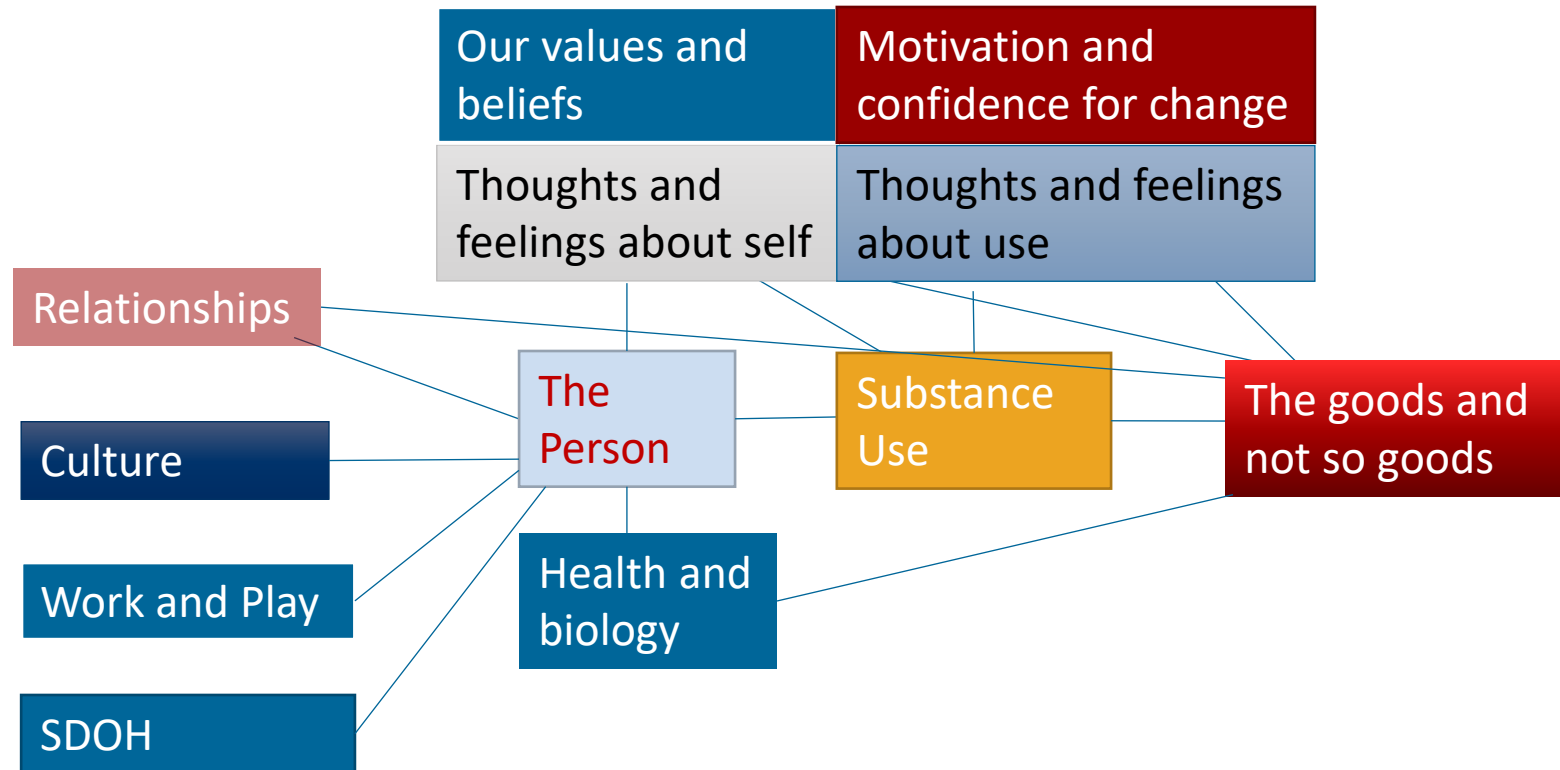 Our values and
beliefs
Motivation and
confidence for change
Thoughts and
feelings about self
Thoughts and feelings
about use
Relationships
The
Person
Substance
Use
The goods and
not so goods
Culture
Work and Play
Health and
biology
SDOH